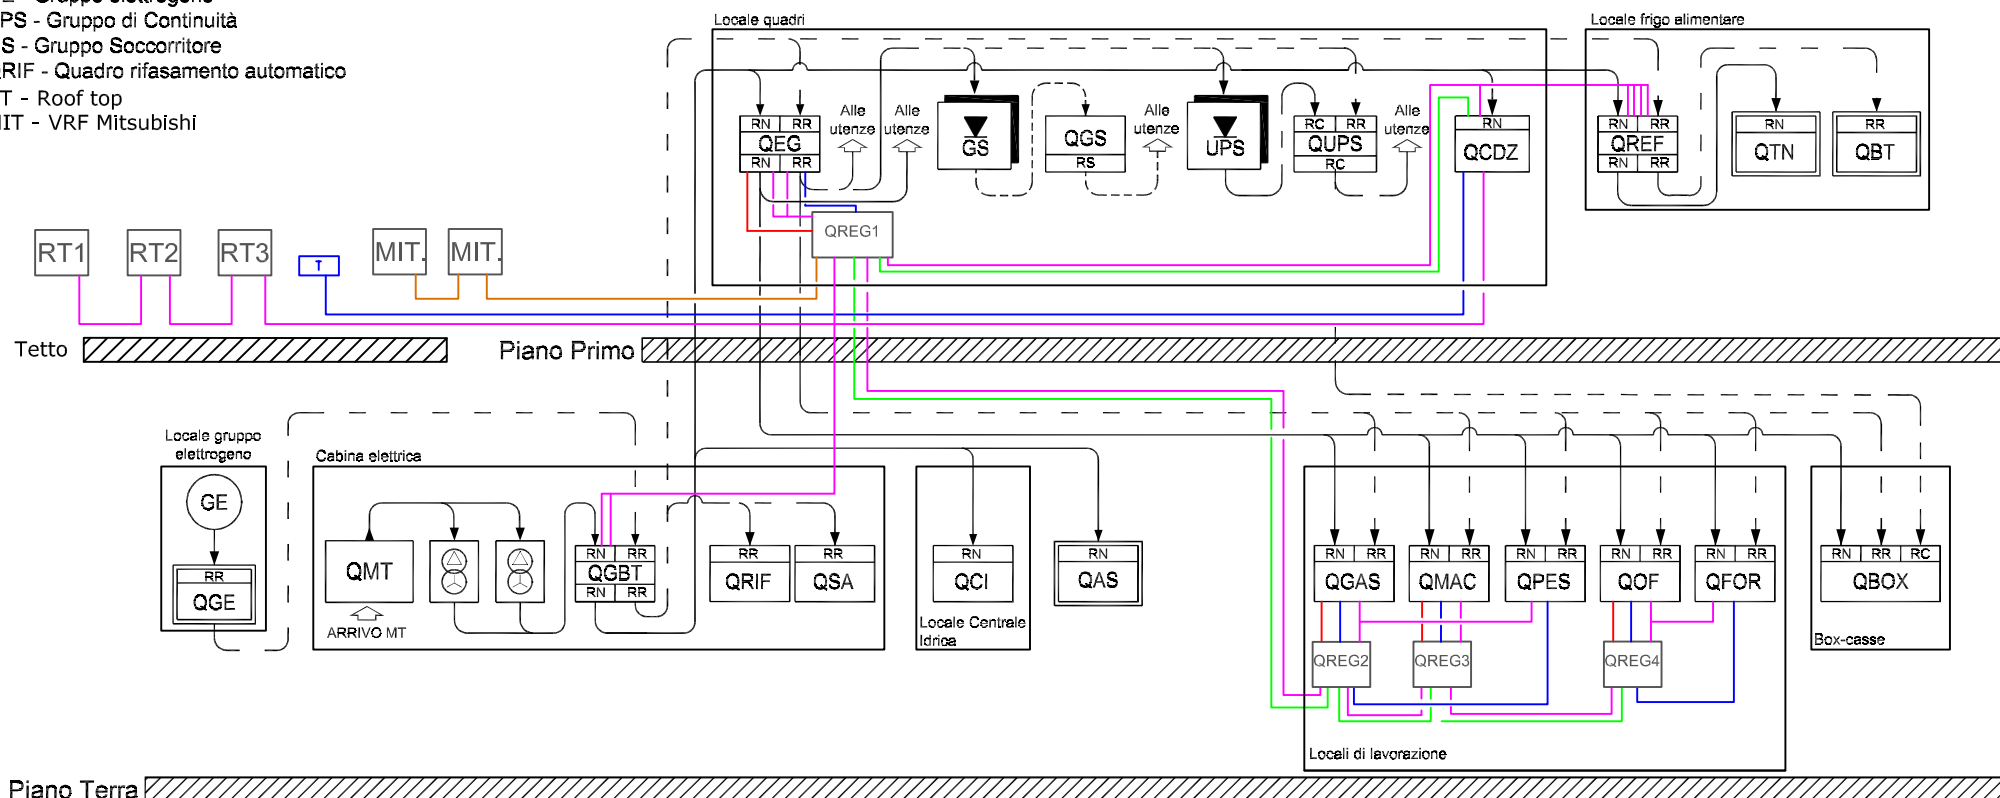 PS - Gruppo di Continuità
S - Gruppo Soccorritore
QRIF - Quadro rifasamento automatico
T - Roof top
MIT - VRF Mitsubishi
Locale quadri
Locale frigo alimentare
RN RR
QEG
RN RR
Alle utenze
Alle utenze
GS
QGS
RS
Alle utenze
UPS
RC RR
QUPS
RC
Alle utenze
RN
QCDZ
RN RR
QREF
RN RR
RN
QTN
RR
QBT
QREG1
RT1
RT2
RT3
T
MIT.
MIT.
Tetto
Piano Primo
Locale gruppo
elettrogeno
GE
RR
QGE
Cabina elettrica
QMT
ARRIVO MT
RN RR
QGBT
RN RR
RR
QRIF
RR
QSA
RN
QCI
Locale Centrale
Idrica
RN
QAS
RN RR
QGAS
RN RR
QMAC
RN RR
QPES
RN RR
QOF
RN RR
QFOR
QREG2
QREG3
QREG4
Locali di lavorazione
RN RR RC
QBOX
Box-casse
Piano Terra